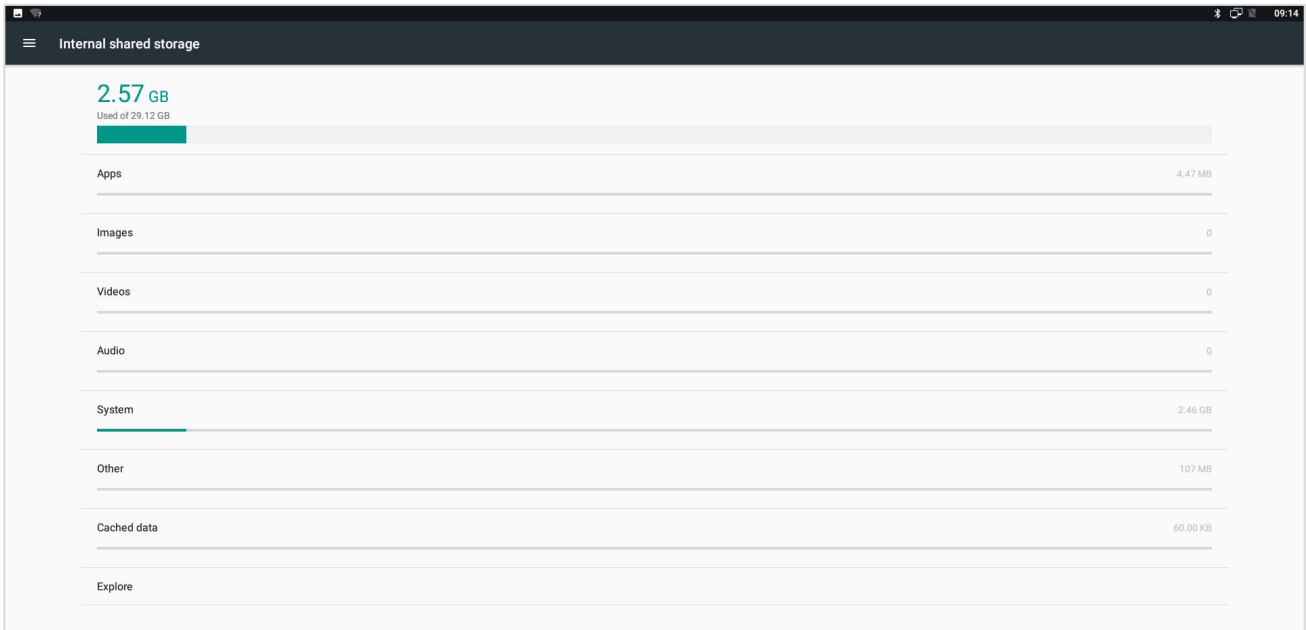 09:14
Internal shared storage
2.57 GB
Used of 29.12 GB
Apps 4.47 MB
Images 0
Videos 0
Audio 0
System 2.46 GB
Other 107 MB
Cached data 60.00 KB
Explore